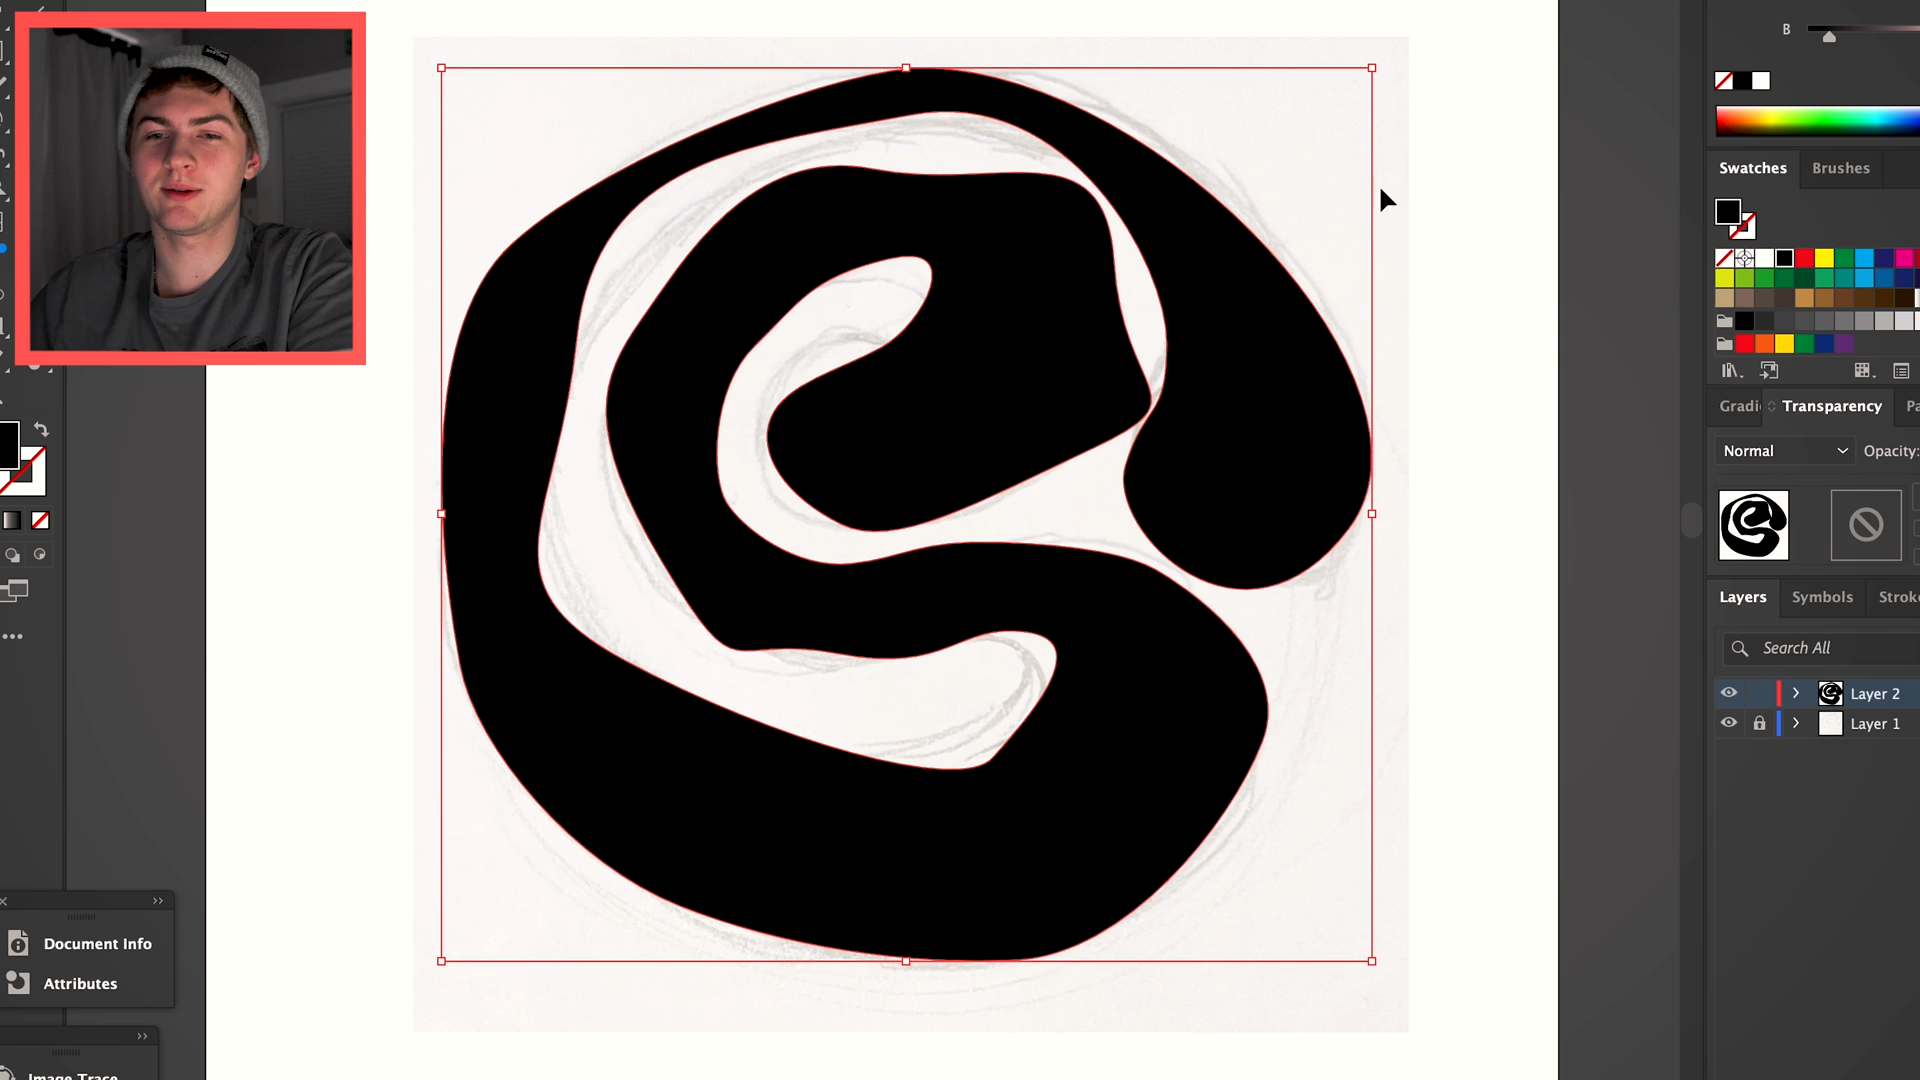 B
Swatches
Brushes
Gradi
Transparency
Pa
Normal
Opacity:
Layers
Symbols
Stroke
Search All
Layer 2
Layer 1
Document Info
Attributes
Image Trace